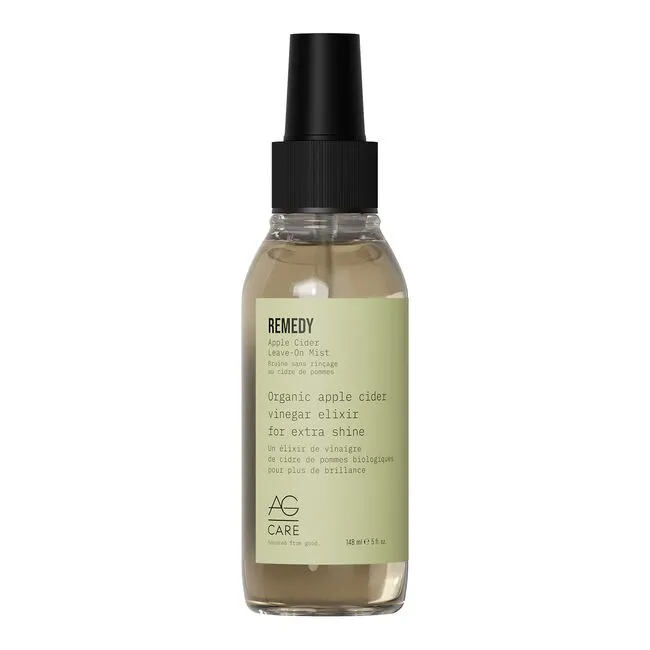 REMEDY
Apple Cider
Leave-On Mist
Bruine sans rinçage
au cidre de pommes
Organic apple cider
vinegar elixir
for extra shine
Un élixir de vinaigre
de cidre de pommes biologiques
pour plus de brillance
AG
CARE
from good.
148 ml ℮ 5 fl. oz.